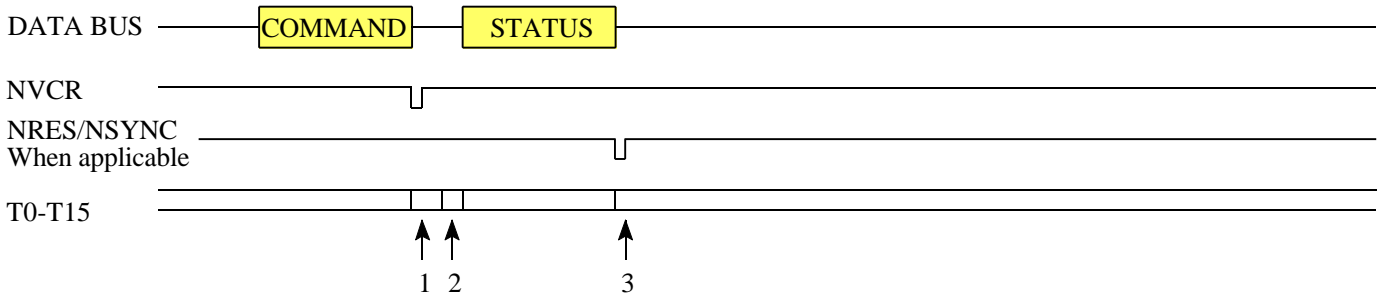 DATA BUS COMMAND STATUS
NVCR
NRES/NSYNC
When applicable
T0-T15
1 2 3